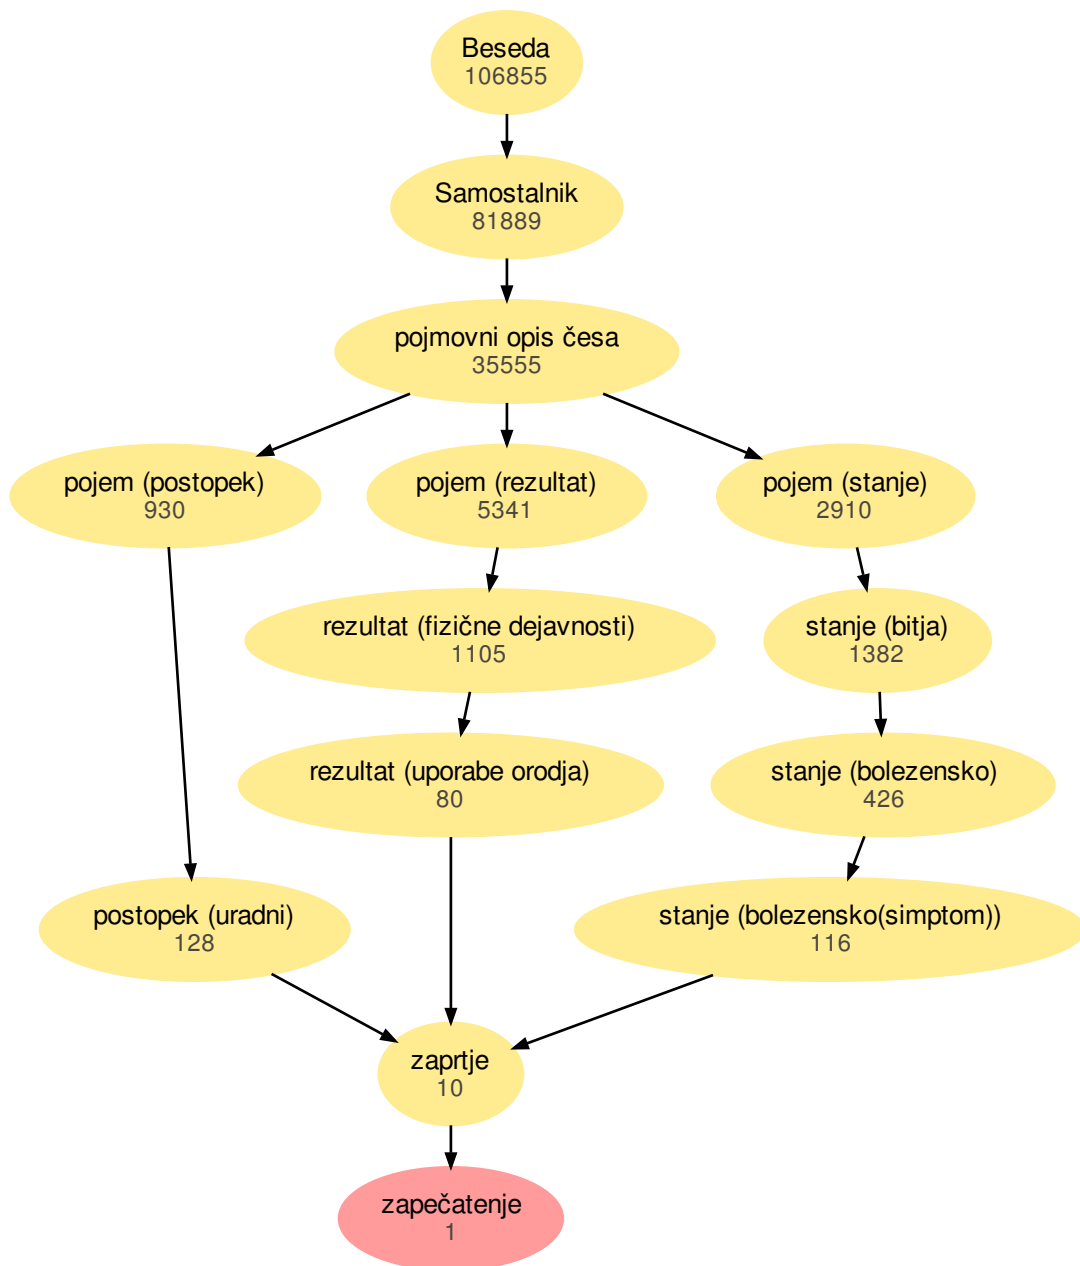 Beseda
106855
Samostalnik
81889
pojmovni opis česa
35555
pojem (postopek)
930
pojem (rezultat)
5341
pojem (stanje)
2910
rezultat (fizične dejavnosti)
1105
stanje (bitja)
1382
rezultat (uporabe orodja)
80
stanje (bolezensko)
426
postopek (uradni)
128
stanje (bolezensko(simptom))
116
zaprtje
10
zapečatenje
1